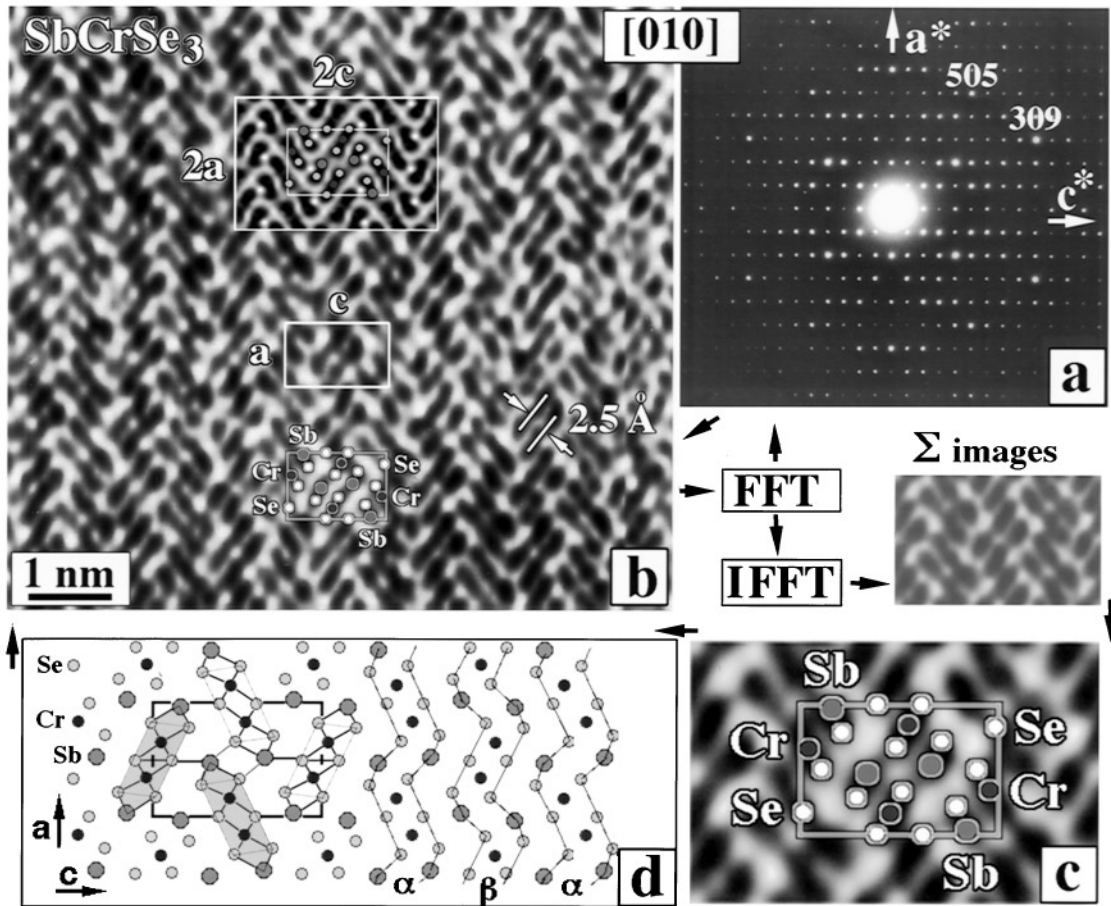 SbCrSe3
[010]
a*
505
309
c*
a
2c
2a
c
a
2.5 Å
Sb
Cr
Se
Se
Cr
Sb
1 nm
b
Σ images
FFT
IFFT
Se
Cr
Sb
a
c
α
β
α
d
Sb
Cr
Se
Se
Cr
Sb
c